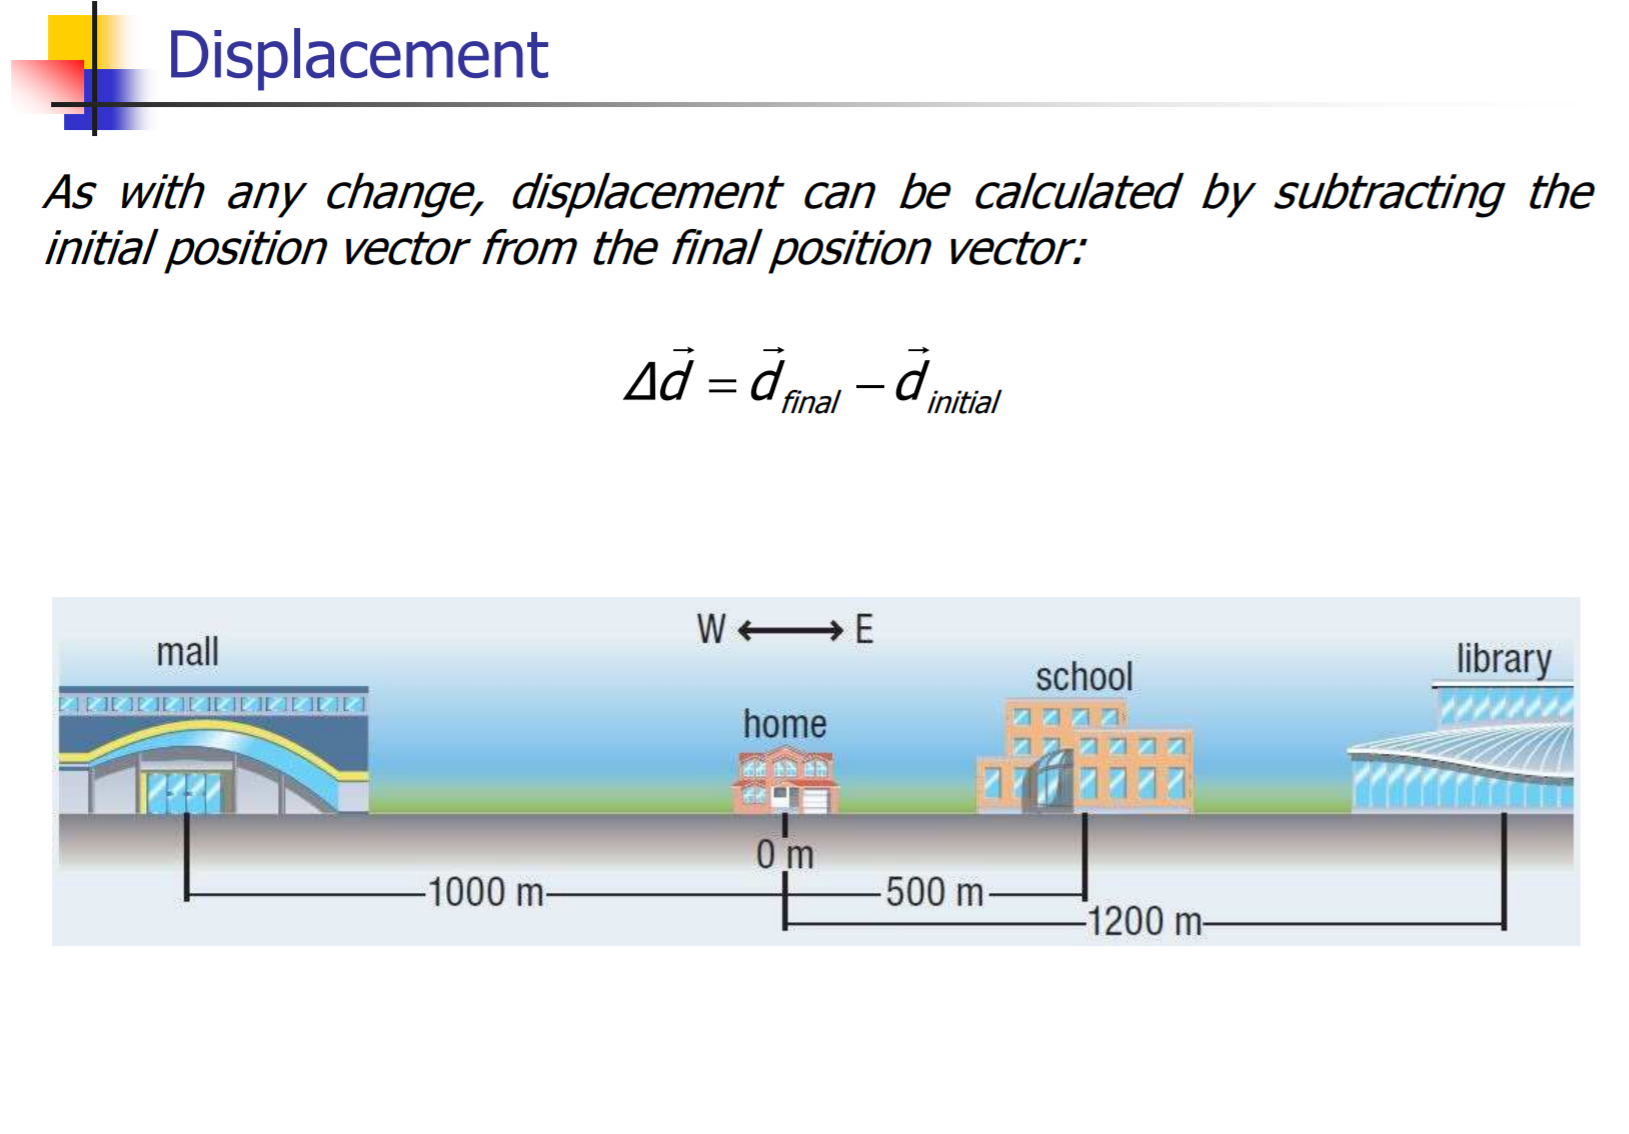 Displacement
As with any change, displacement can be calculated by subtracting the
initial position vector from the final position vector:
Δd⃗ = d⃗ final − d⃗ initial
W E
mall
school
library
home
0 m
1000 m
500 m
1200 m